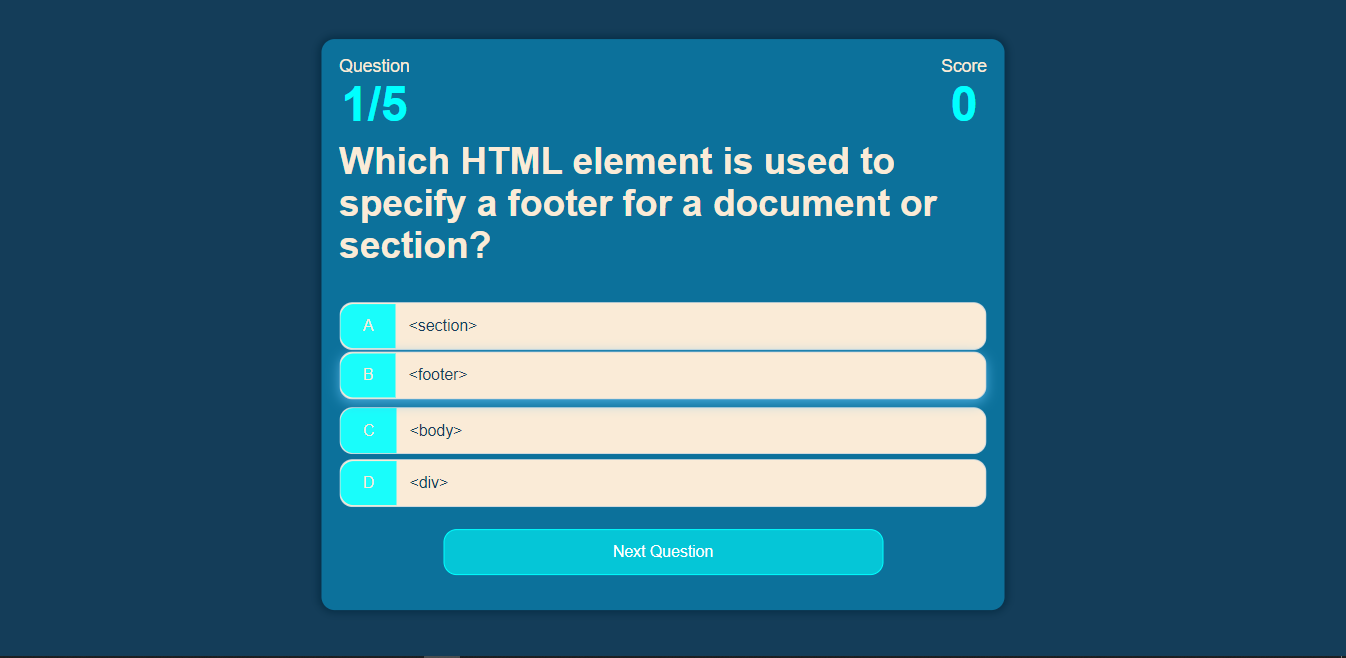 Question
Score
1/5
0
Which HTML element is used to
specify a footer for a document or
section?
A <section>
B <footer>
C <body>
D <div>
Next Question